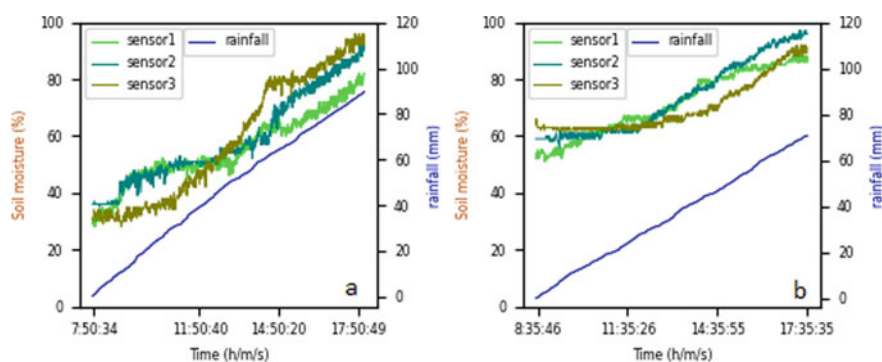 100
80
60
40
20
0
Soil moisture (%)
sensor1
sensor2
sensor3
rainfall
120
100
80
60
40
20
0
rainfall (mm)
a
7:50:34 11:50:40 14:50:20 17:50:49
Time (h/m/s)
100
80
60
40
20
0
Soil moisture (%)
sensor1
sensor2
sensor3
rainfall
120
100
80
60
40
20
0
rainfall (mm)
b
8:35:46 11:35:26 14:35:55 17:35:35
Time (h/m/s)